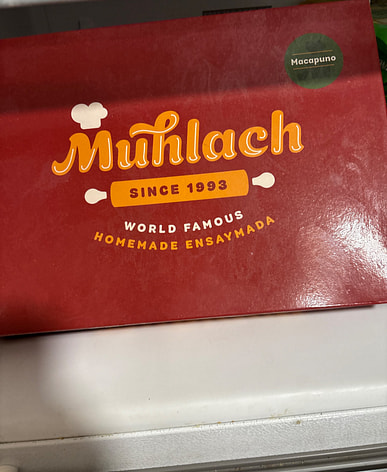 Macapuno
Muhlach
SINCE 1993
WORLD FAMOUS
HOMEMADE ENSAYMADA